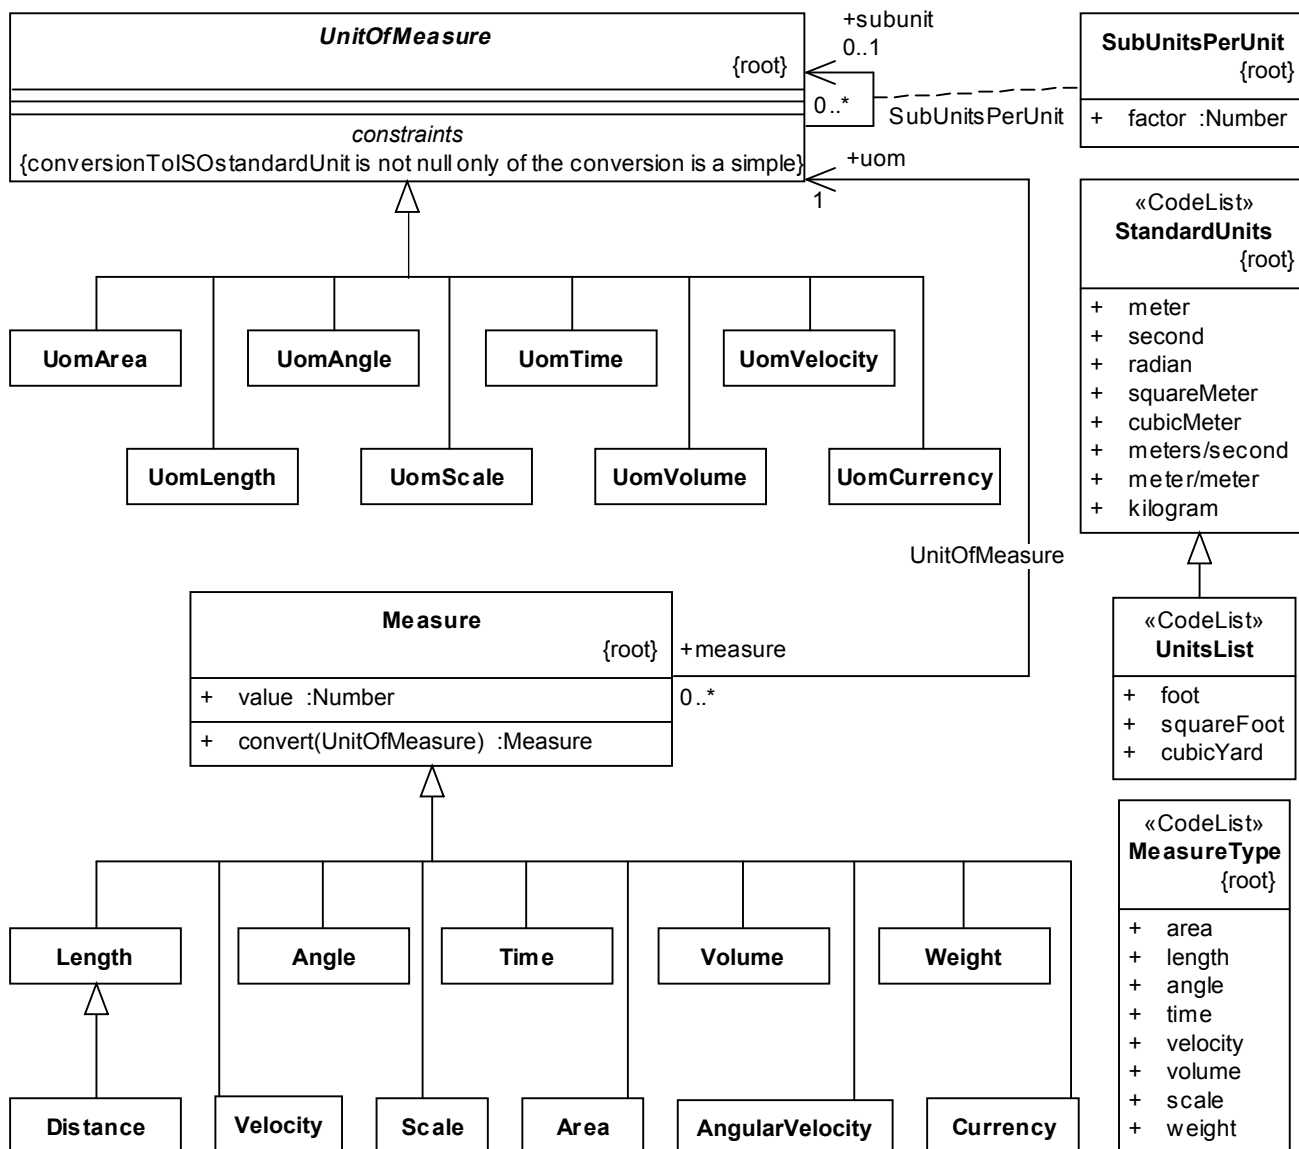 UnitOfMeasure
{root}
constraints
{conversionToISOstandardUnit is not null only of the conversion is a simple}
+subunit
0..1
0..*
SubUnitsPerUnit
SubUnitsPerUnit
{root}
+ factor :Number
+uom
1
«CodeList»
StandardUnits
{root}
+ meter
+ second
+ radian
+ squareMeter
+ cubicMeter
+ meters/second
+ meter/meter
+ kilogram
UomArea
UomAngle
UomTime
UomVelocity
UomLength
UomScale
UomVolume
UomCurrency
UnitOfMeasure
Measure
{root}
+ value :Number
+ convert(UnitOfMeasure) :Measure
+measure
0..*
«CodeList»
UnitsList
+ foot
+ squareFoot
+ cubicYard
«CodeList»
MeasureType
{root}
+ area
+ length
+ angle
+ time
+ velocity
+ volume
+ scale
+ weight
Length
Angle
Time
Volume
Weight
Distance
Velocity
Scale
Area
AngularVelocity
Currency